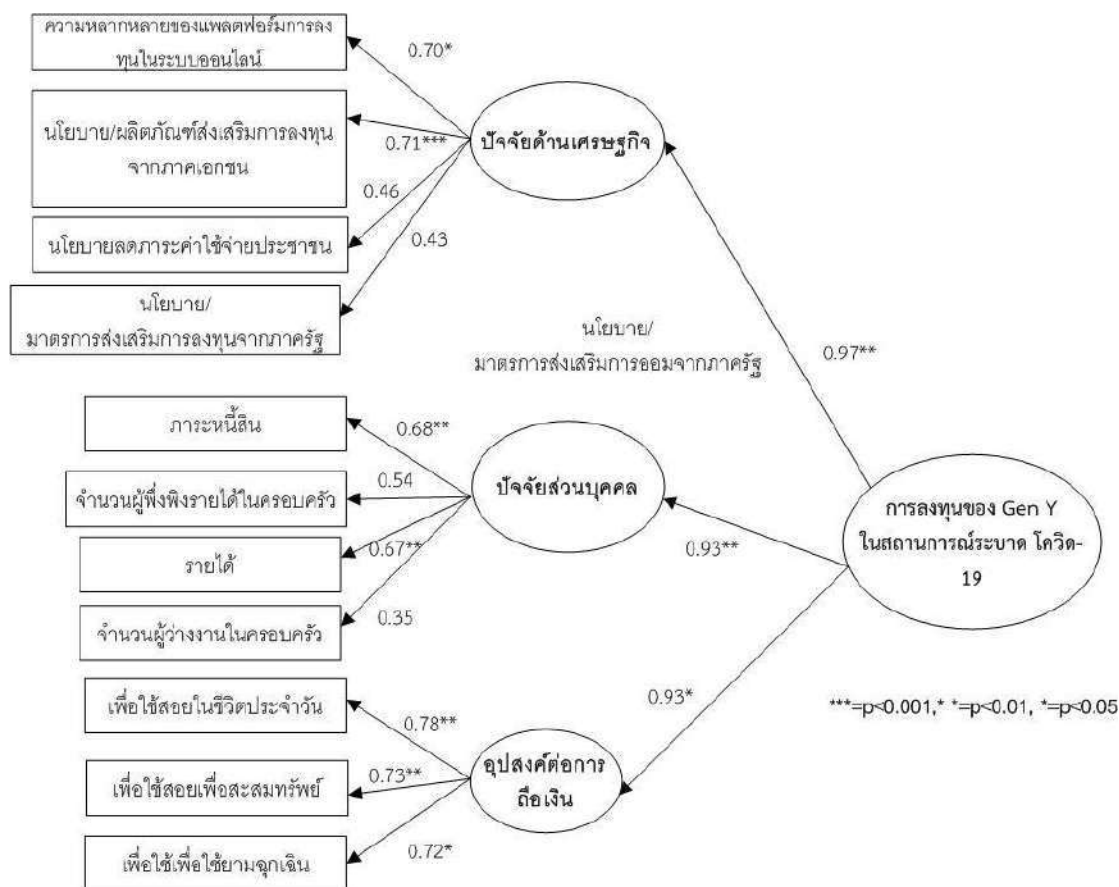 ความหลากหลายของแพลตฟอร์มการลง
ทุนในระบบออนไลน์
0.70*
นโยบาย/ผลิตภัณฑ์ส่งเสริมการลงทุน
จากภาคเอกชน
0.71***
ปัจจัยด้านเศรษฐกิจ
0.46
นโยบายลดภาระค่าใช้จ่ายประชาชน
0.43
นโยบาย/
มาตรการส่งเสริมการลงทุนจากภาครัฐ
นโยบาย/
มาตรการส่งเสริมการออมจากภาครัฐ
0.97**
ภาระหนี้สิน
0.68**
จำนวนผู้พึ่งพิงรายได้ในครอบครัว
0.54
ปัจจัยส่วนบุคคล
รายได้
0.67**
0.93**
การลงทุนของ Gen Y
ในสถานการณ์ระบาด โควิด-
19
จำนวนผู้ว่างงานในครอบครัว
0.35
เพื่อใช้สอยในชีวิตประจำวัน
0.78**
0.93*
***=p<0.001,* *=p<0.01, *=p<0.05
เพื่อใช้สอยเพื่อสะสมทรัพย์
0.73**
อุปสงค์ต่อการ
ถือเงิน
เพื่อใช้เพื่อใช้ยามฉุกเฉิน
0.72*